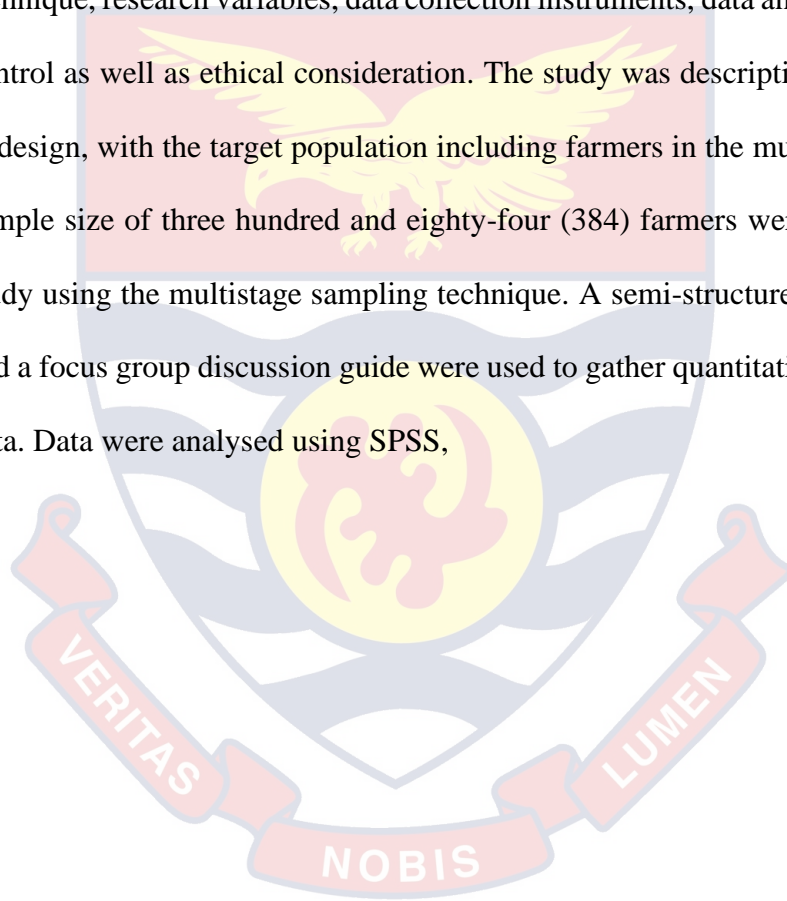 nique, research variables, data collection instruments, data an
ntrol as well as ethical consideration. The study was descripti
design, with the target population including farmers in the mu
mple size of three hundred and eighty-four (384) farmers wer
dy using the multistage sampling technique. A semi-structure
d a focus group discussion guide were used to gather quantitati
ta. Data were analysed using SPSS,
VERITAS
NOBIS
LUMEN